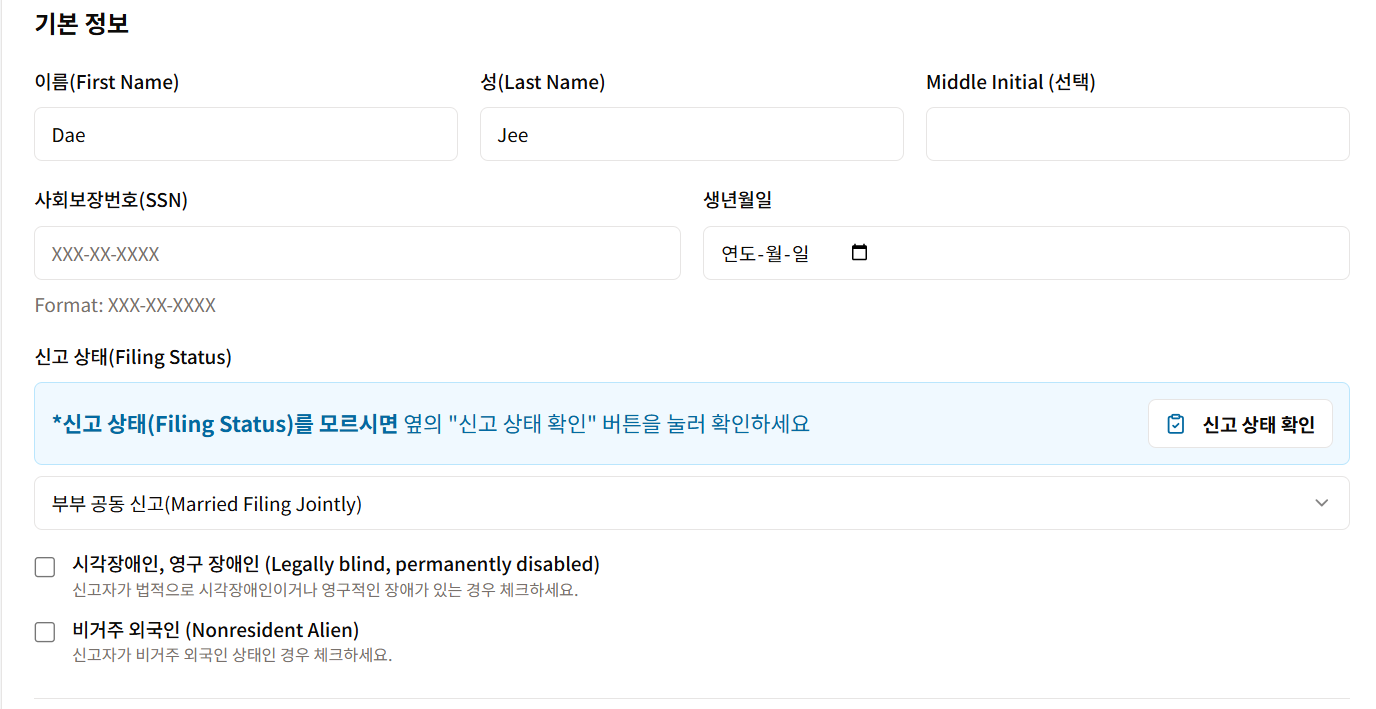 기본 정보
이름(First Name)
성(Last Name)
Middle Initial (선택)
Dae
Jee
사회보장번호(SSN)
생년월일
XXX-XX-XXXX
연도-월-일
Format: XXX-XX-XXXX
신고 상태(Filing Status)
*신고 상태(Filing Status)를 모르시면 옆의 "신고 상태 확인" 버튼을 눌러 확인하세요
신고 상태 확인
부부 공동 신고(Married Filing Jointly)
시각장애인, 영구 장애인 (Legally blind, permanently disabled)
신고자가 법적으로 시각장애인이거나 영구적인 장애가 있는 경우 체크하세요.
비거주 외국인 (Nonresident Alien)
신고자가 비거주 외국인 상태인 경우 체크하세요.